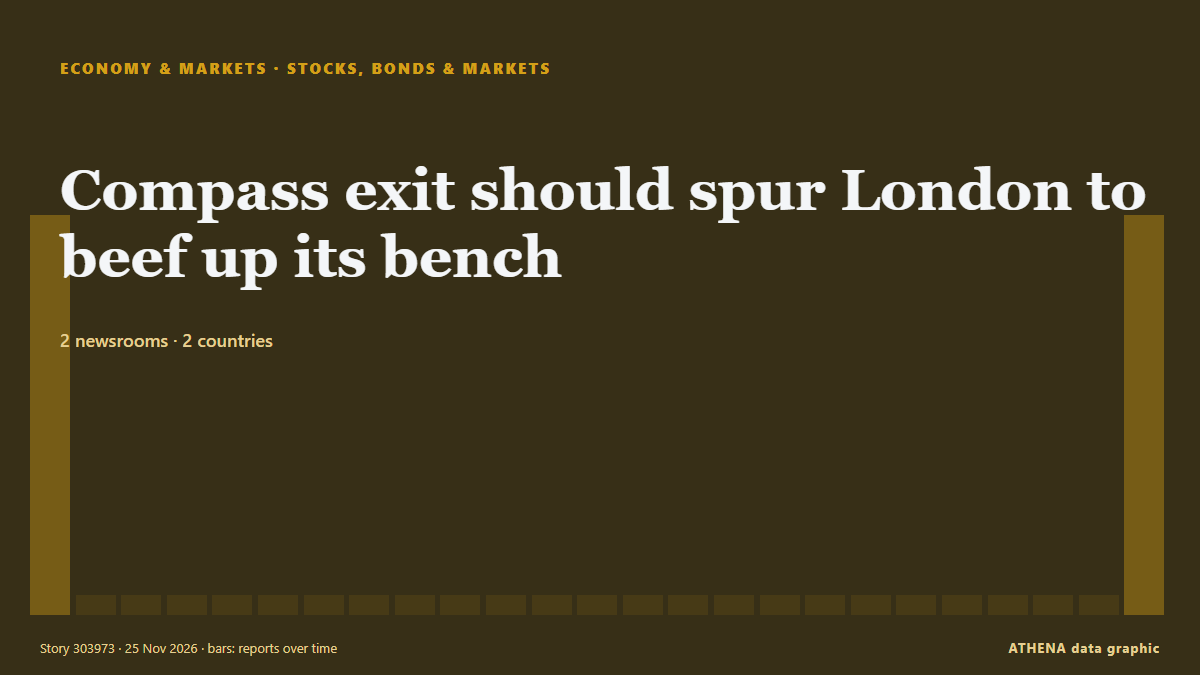 ECONOMY & MARKETS · STOCKS, BONDS & MARKETS
Compass exit should spur London to
beef up its bench
2 newsrooms · 2 countries
Story 303973 · 25 Nov 2026 · bars: reports over time
ATHENA data graphic